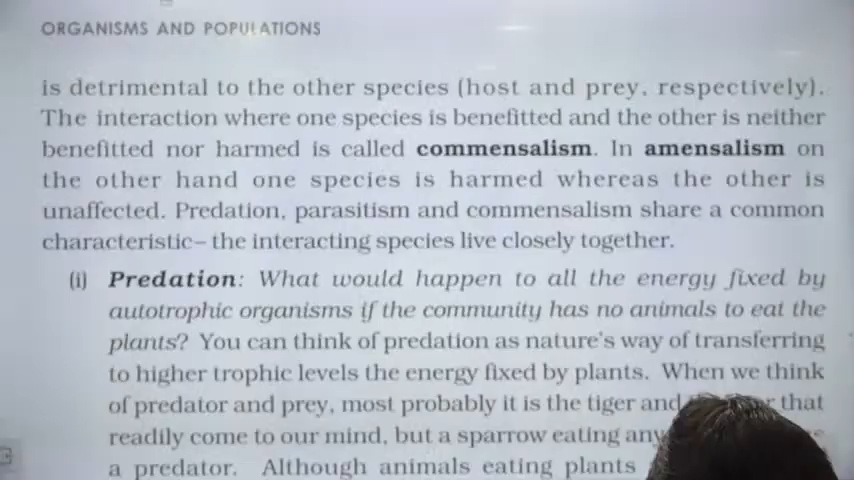 ORGANISMS AND POPULATIONS
is detrimental to the other species (host and prey, respectively).
The interaction where one species is benefitted and the other is neither
benefitted nor harmed is called commensalism. In amensalism on
the other hand one species is harmed whereas the other is
unaffected. Predation, parasitism and commensalism share a common
characteristic– the interacting species live closely together.
(i) Predation: What would happen to all the energy fixed by
autotrophic organisms if the community has no animals to eat the
plants? You can think of predation as nature's way of transferring
to higher trophic levels the energy fixed by plants. When we think
of predator and prey, most probably it is the tiger and that
readily come to our mind, but a sparrow eating any
a predator. Although animals eating plants